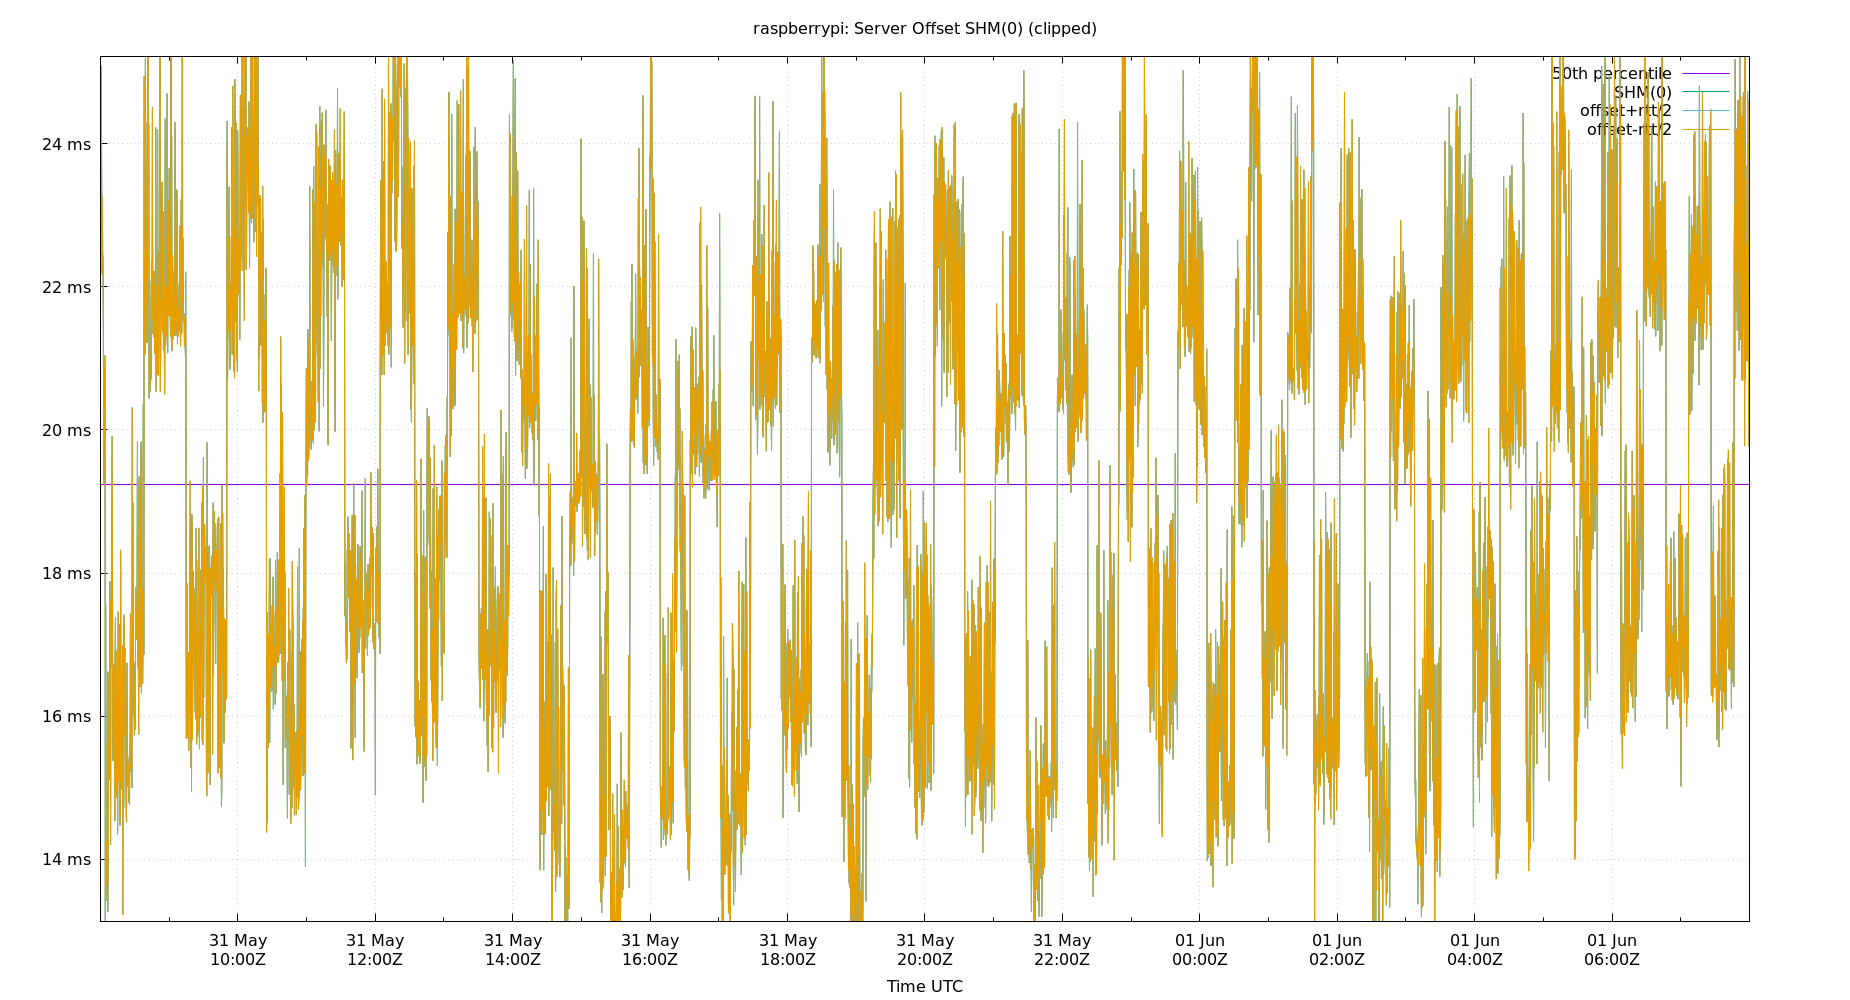 raspberrypi: Server Offset SHM(0) (clipped)
50th percentile
SHM(0)
offset+rtt/2
offset-rtt/2
24 ms
22 ms
20 ms
18 ms
16 ms
14 ms
31 May 31 May 31 May 31 May 31 May 31 May 31 May 01 Jun 01 Jun 01 Jun 01 Jun
10:00Z 12:00Z 14:00Z 16:00Z 18:00Z 20:00Z 22:00Z 00:00Z 02:00Z 04:00Z 06:00Z
Time UTC